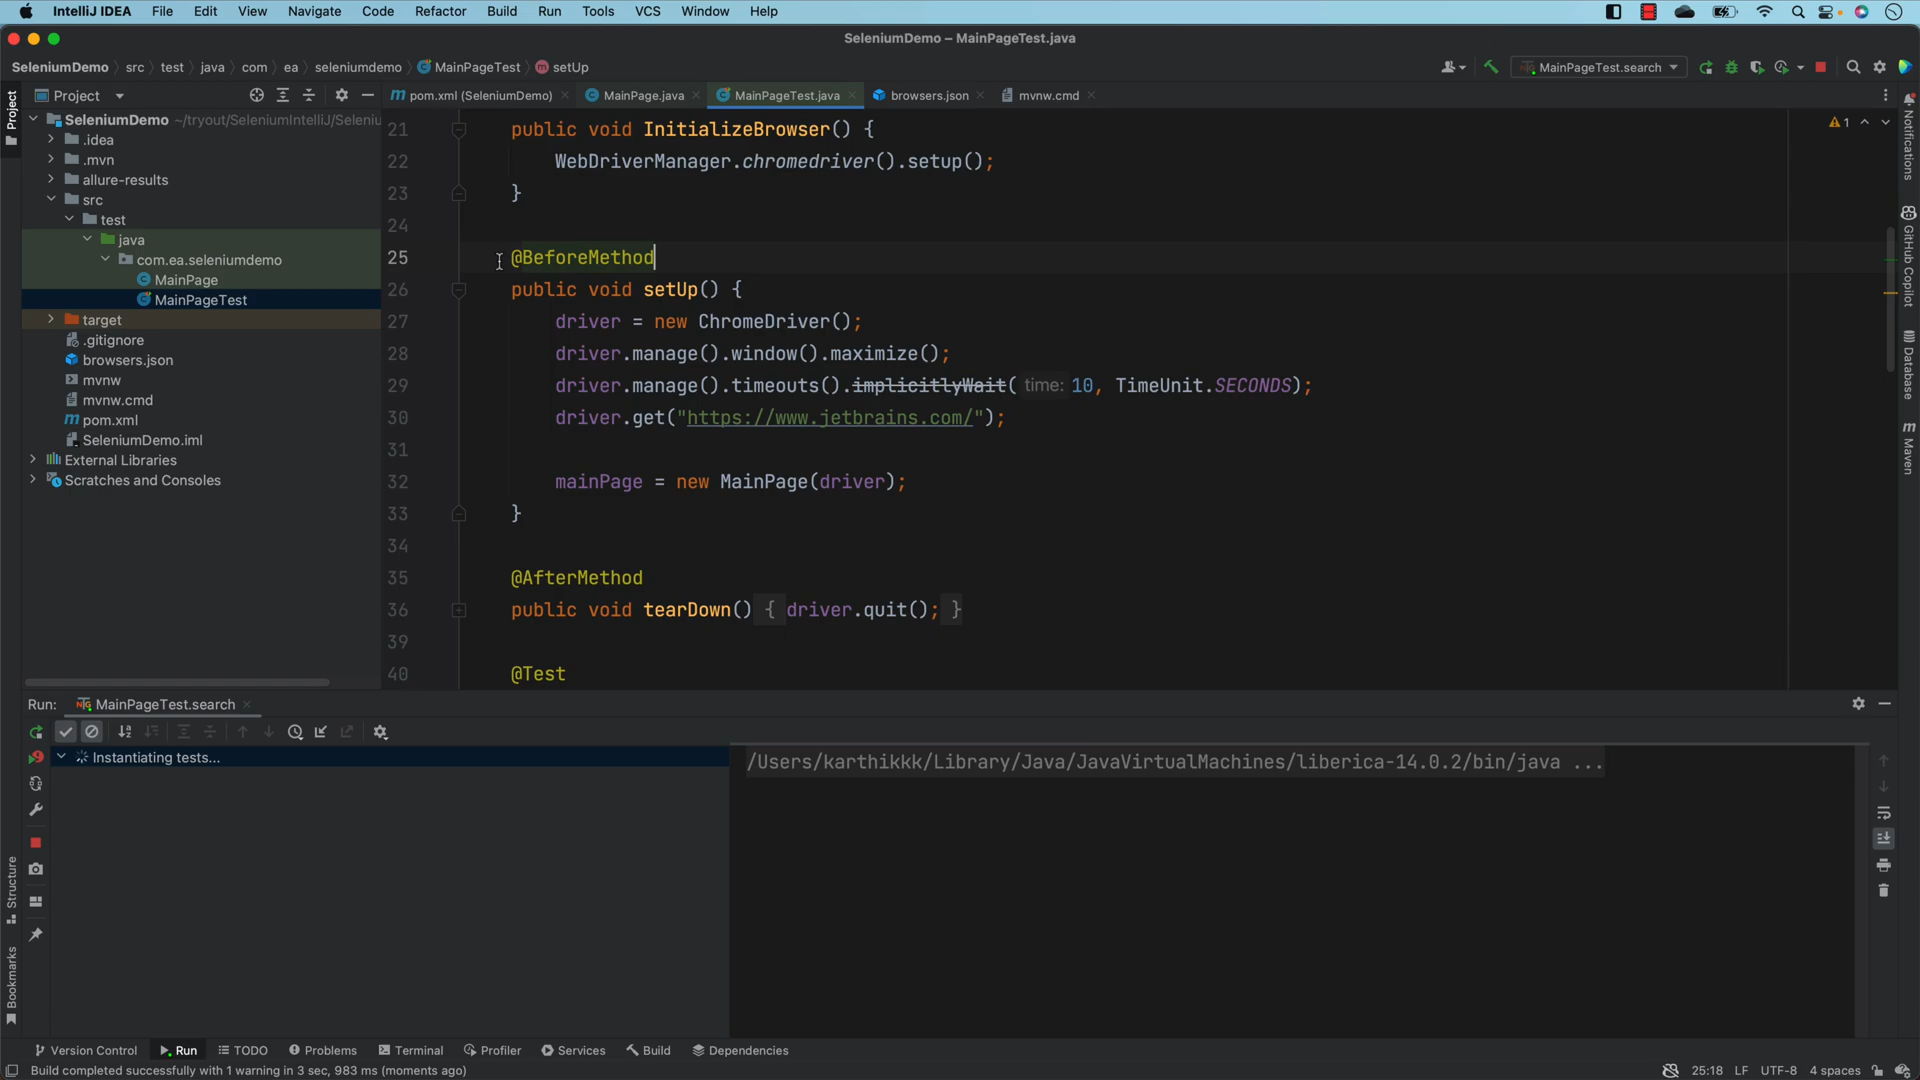 IntelliJ IDEA File Edit View Navigate Code Refactor Build Run Tools VCS Window Help
SeleniumDemo – MainPageTest.java
SeleniumDemo src test java com ea seleniumdemo MainPageTest setUp
MainPageTest.search
Project
pom.xml (SeleniumDemo) MainPage.java MainPageTest.java browsers.json mvnw.cmd
Project
SeleniumDemo ~/tryout/SeleniumIntelliJ/Seleniu
.idea
.mvn
allure-results
src
test
java
com.ea.seleniumdemo
MainPage
MainPageTest
target
.gitignore
browsers.json
mvnw
mvnw.cmd
pom.xml
SeleniumDemo.iml
External Libraries
Scratches and Consoles
21 public void InitializeBrowser() {
22 WebDriverManager.chromedriver().setup();
23 }
24
25 @BeforeMethod
26 public void setUp() {
27 driver = new ChromeDriver();
28 driver.manage().window().maximize();
29 driver.manage().timeouts().implicitlyWait( time: 10, TimeUnit.SECONDS);
30 driver.get("https://www.jetbrains.com/");
31
32 mainPage = new MainPage(driver);
33 }
34
35 @AfterMethod
36 public void tearDown() { driver.quit(); }
39
40 @Test
1
Notifications
GitHub Copilot
Database
Maven
Run: MainPageTest.search
Instantiating tests...
/Users/karthikkk/Library/Java/JavaVirtualMachines/liberica-14.0.2/bin/java ...
Structure
Bookmarks
Version Control Run TODO Problems Terminal Profiler Services Build Dependencies
Build completed successfully with 1 warning in 3 sec, 983 ms (moments ago)
25:18 LF UTF-8 4 spaces